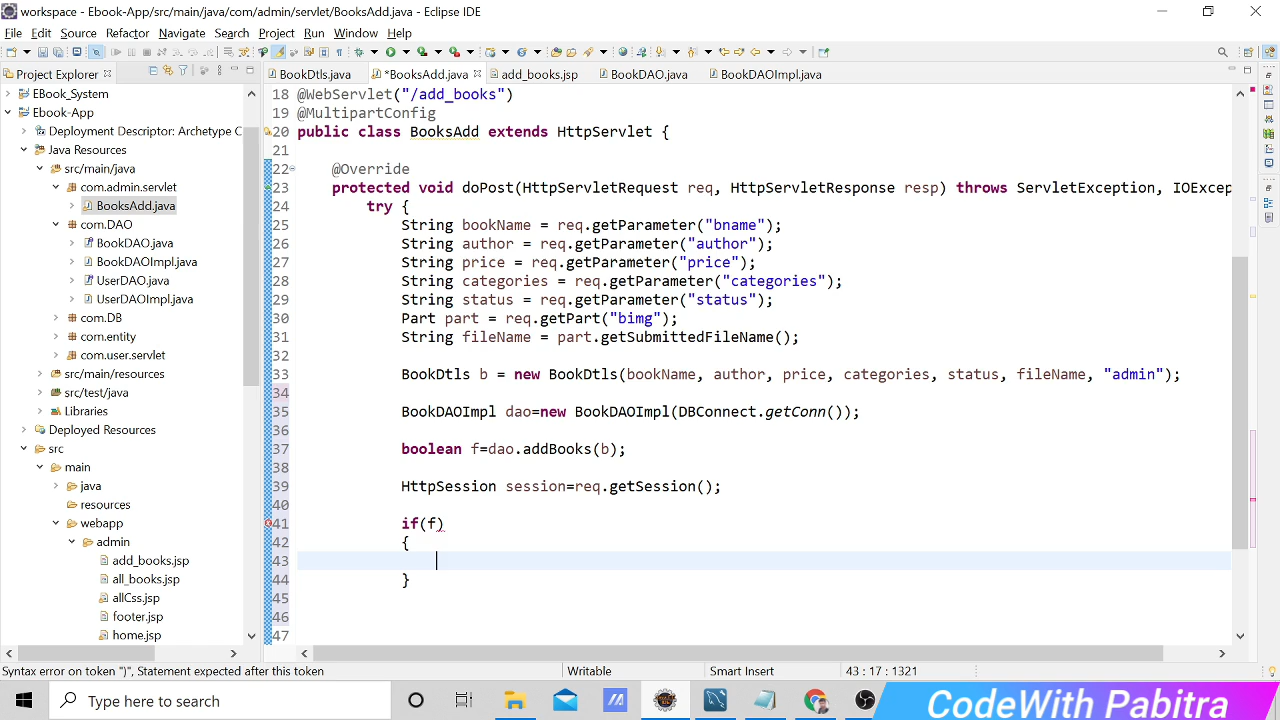 workspace - Ebook-App/src/main/java/com/admin/servlet/BooksAdd.java - Eclipse IDE
File Edit Source Refactor Navigate Search Project Run Window Help
Project Explorer
BookDtls.java *BooksAdd.java add_books.jsp BookDAO.java BookDAOImpl.java
EBook_System
Ebook-App
Deployment Descriptor: Archetype C
Java Resources
src/main/java
com.admin.servlet
BooksAdd.java
com.DAO
BookDAO.java
BookDAOImpl.java
UserDAO.java
UserDAOImpl.java
com.DB
com.entity
com.user.servlet
src/main/resources
src/test/java
Libraries
Deployed Resources
src
main
java
resources
webapp
admin
add_books.jsp
all_books.jsp
allCss.jsp
footer.jsp
home.jsp
18 @WebServlet("/add_books")
19 @MultipartConfig
20 public class BooksAdd extends HttpServlet {
21
22 @Override
23 protected void doPost(HttpServletRequest req, HttpServletResponse resp) throws ServletException, IOExcep
24 try {
25 String bookName = req.getParameter("bname");
26 String author = req.getParameter("author");
27 String price = req.getParameter("price");
28 String categories = req.getParameter("categories");
29 String status = req.getParameter("status");
30 Part part = req.getPart("bimg");
31 String fileName = part.getSubmittedFileName();
32
33 BookDtls b = new BookDtls(bookName, author, price, categories, status, fileName, "admin");
34
35 BookDAOImpl dao=new BookDAOImpl(DBConnect.getConn());
36
37 boolean f=dao.addBooks(b);
38
39 HttpSession session=req.getSession();
40
41 if(f)
42 {
43
44 }
45
46
47
Syntax error on token ")", Statement expected after this token Writable Smart Insert 43 : 17 : 1321
Type here to search
CodeWith Pabitra